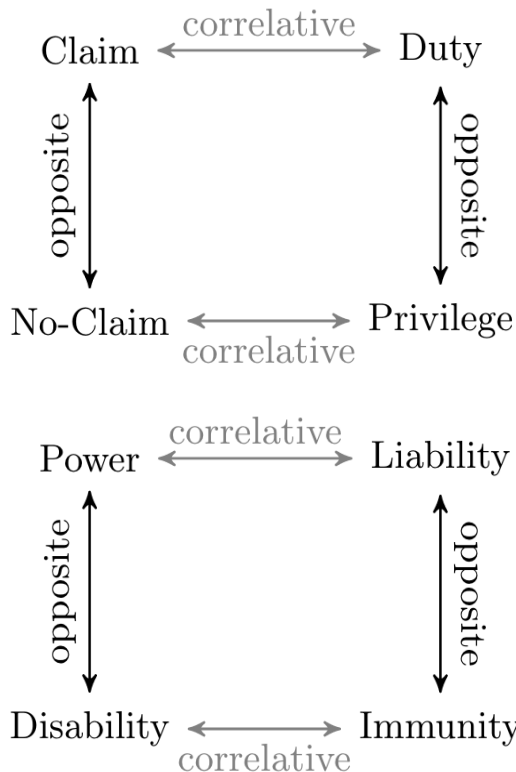 correlative
Claim Duty
opposite opposite
No-Claim Privilege
correlative
correlative
Power Liability
opposite opposite
Disability Immunity
correlative